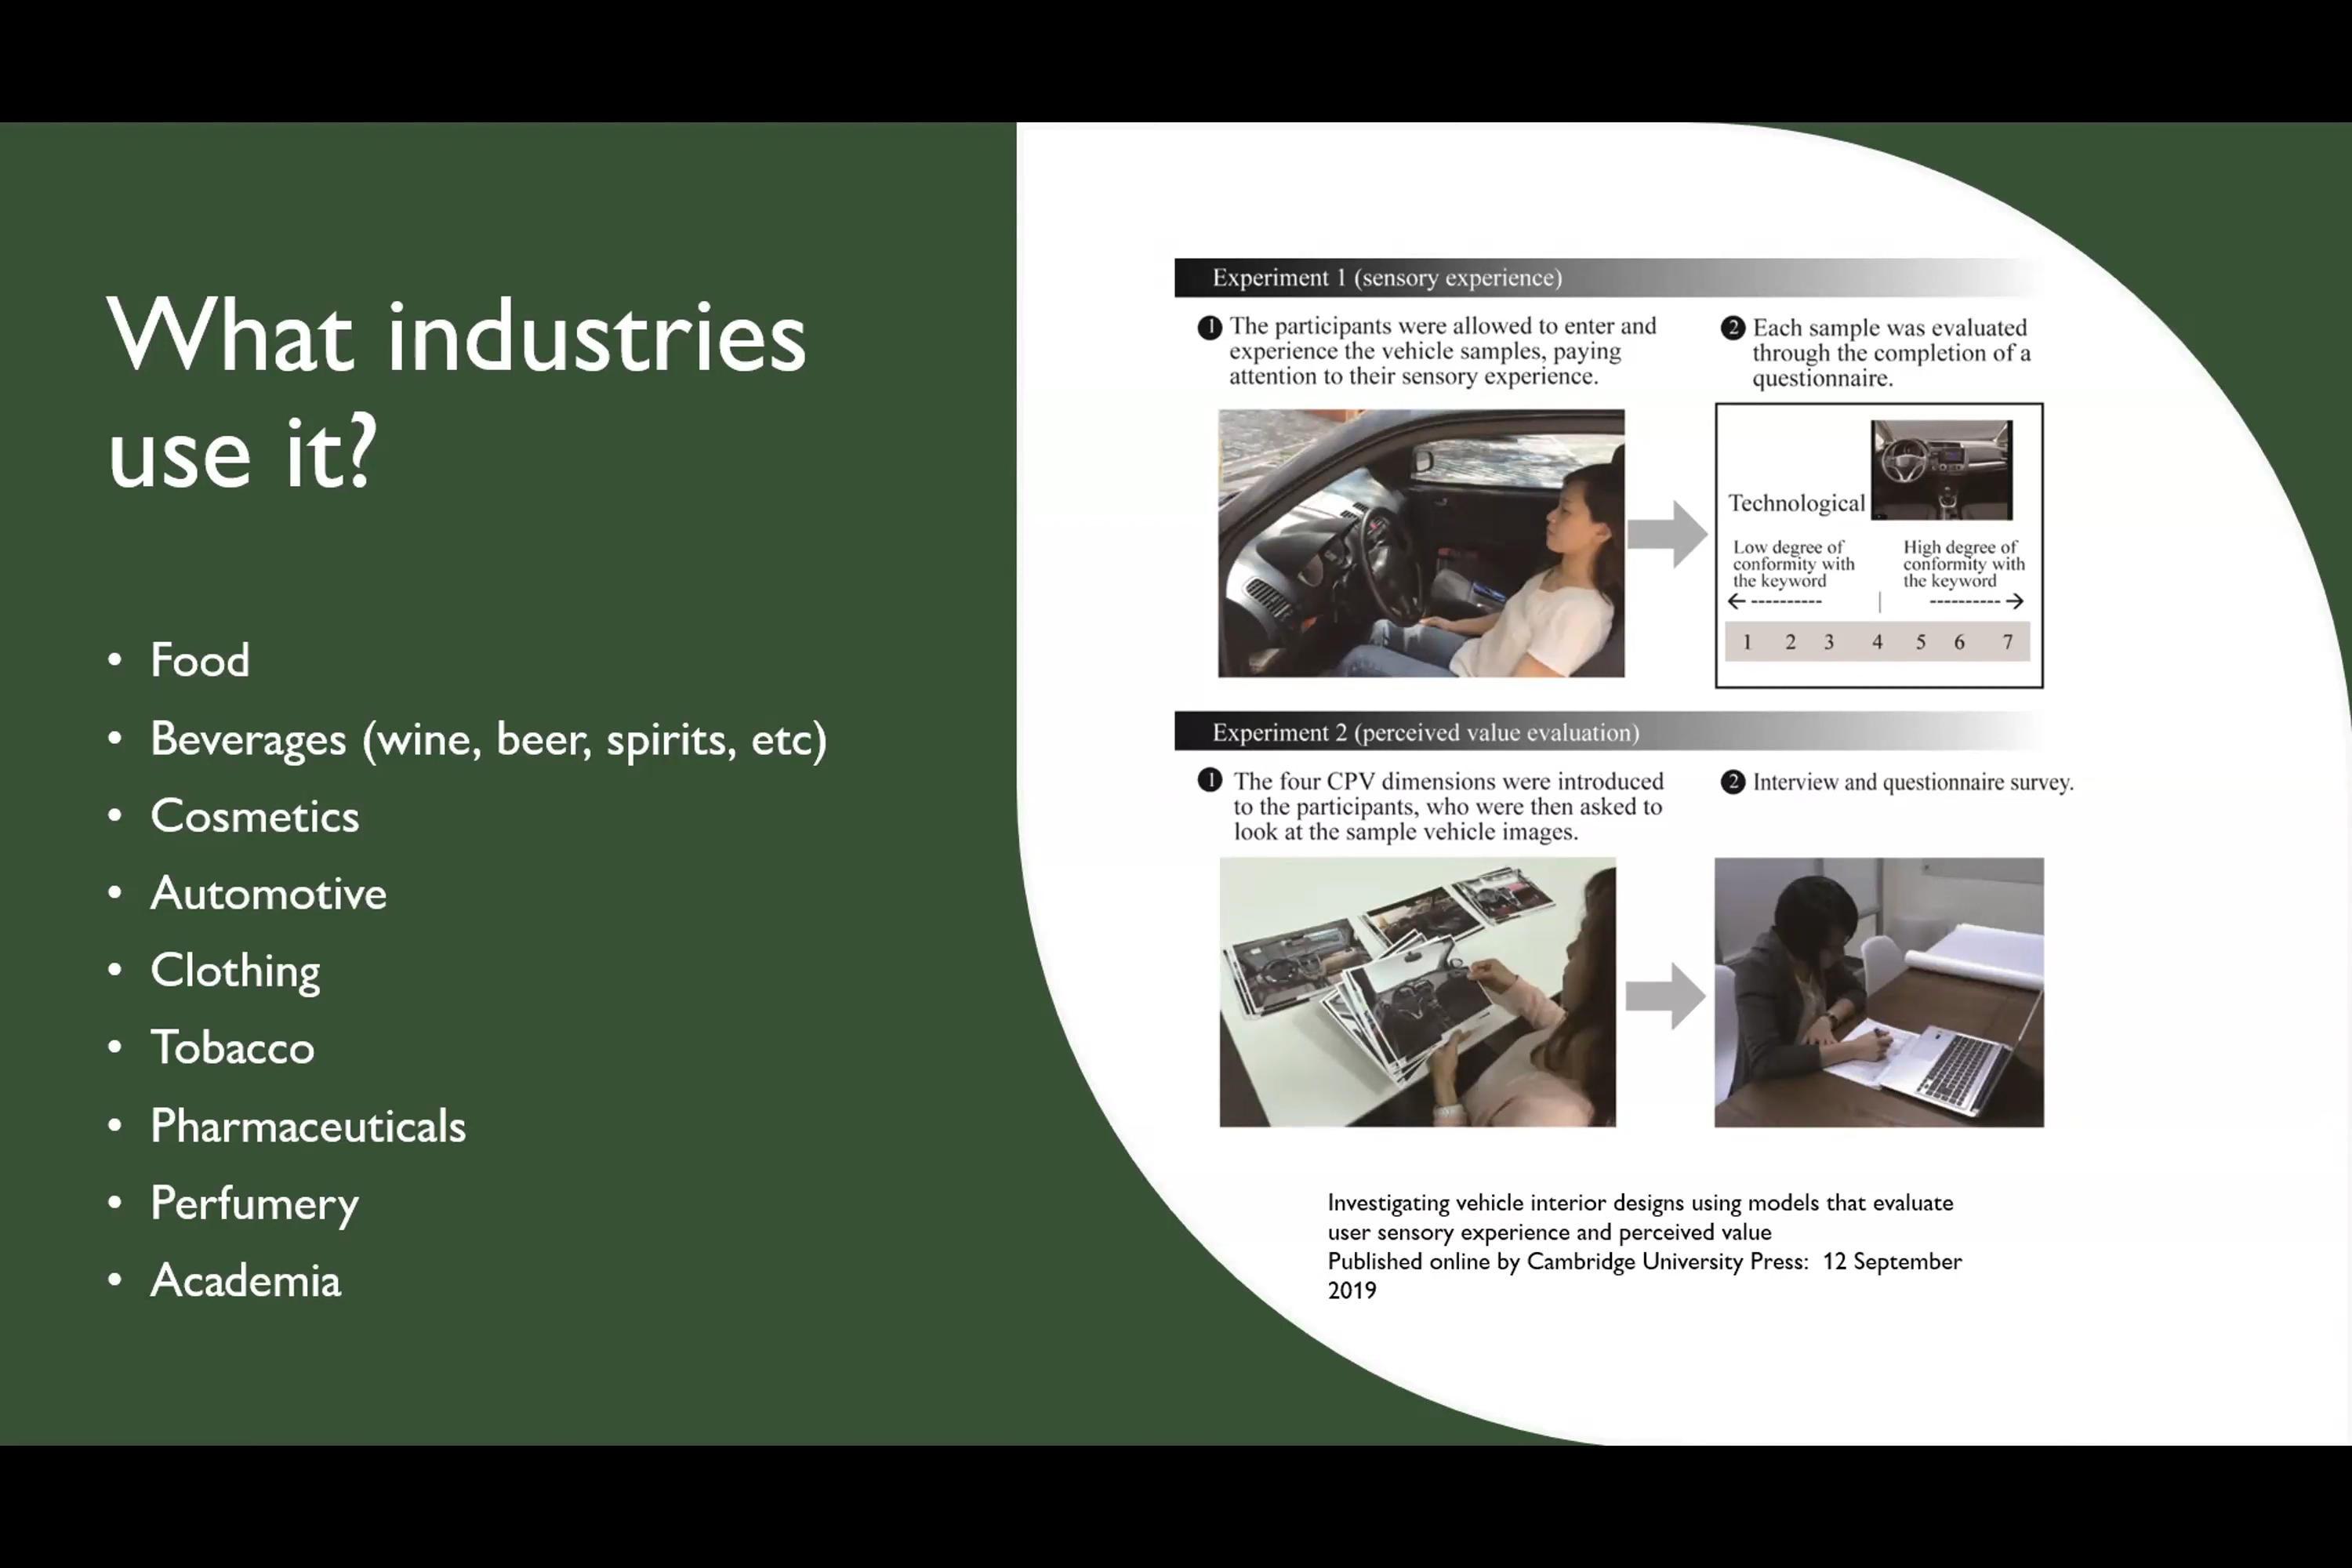 What industries
use it?
• Food
• Beverages (wine, beer, spirits, etc)
• Cosmetics
• Automotive
• Clothing
• Tobacco
• Pharmaceuticals
• Perfumery
• Academia
Experiment 1 (sensory experience)
1 The participants were allowed to enter and
experience the vehicle samples, paying
attention to their sensory experience.
2 Each sample was evaluated
through the completion of a
questionnaire.
Technological
Low degree of
conformity with
the keyword
High degree of
conformity with
the keyword
1 2 3 4 5 6 7
Experiment 2 (perceived value evaluation)
1 The four CPV dimensions were introduced
to the participants, who were then asked to
look at the sample vehicle images.
2 Interview and questionnaire survey.
Investigating vehicle interior designs using models that evaluate
user sensory experience and perceived value
Published online by Cambridge University Press: 12 September
2019